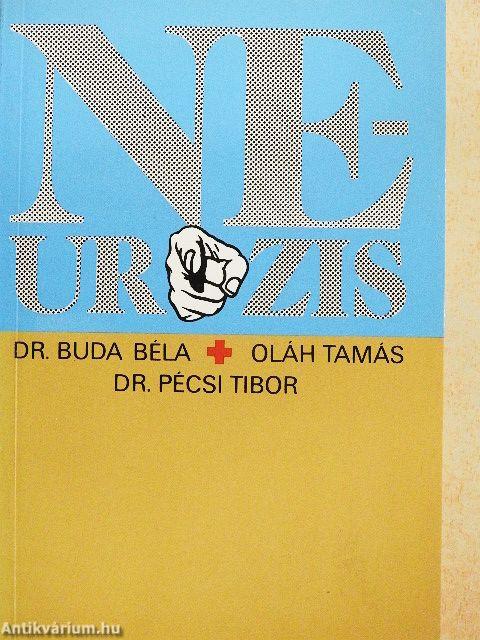 NE-
UR ZIS
DR. BUDA BÉLA + OLÁH TAMÁS
DR. PÉCSI TIBOR
Antikvárium.hu